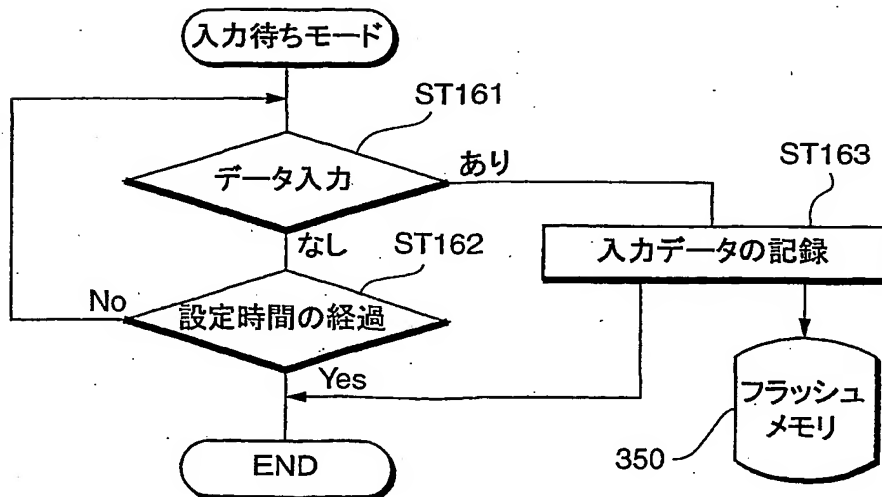 入力待ちモード
ST161
データ入力
あり
ST163
なし
ST162
入力データの記録
No
設定時間の経過
Yes
フラッシュ
メモリ
350
END